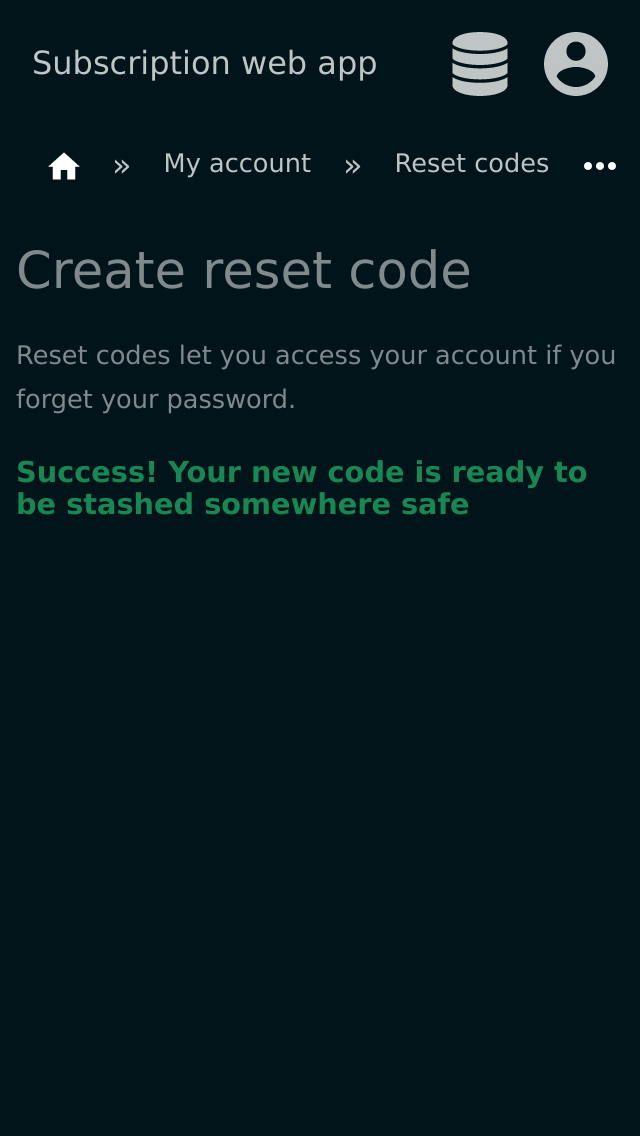 Subscription web app
» My account » Reset codes •••
Create reset code
Reset codes let you access your account if you
forget your password.
Success! Your new code is ready to
be stashed somewhere safe